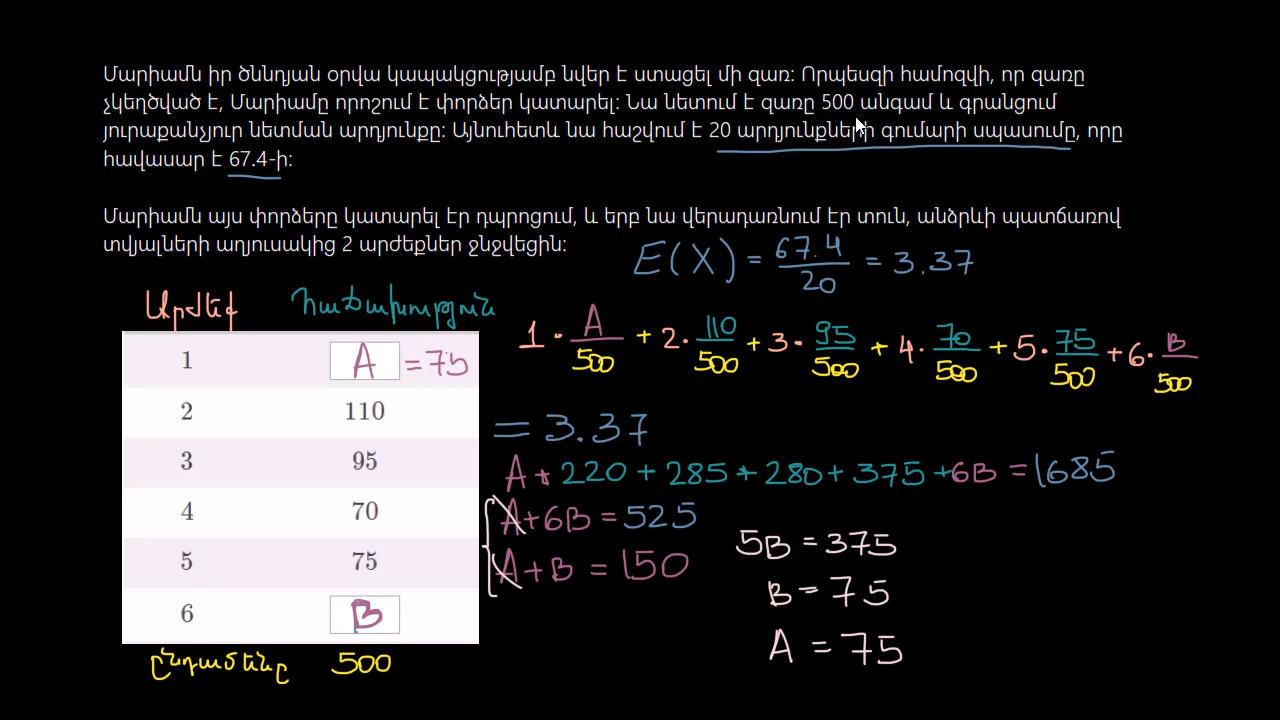 Մարիամն իր ծննդյան օրվա կապակցությամբ նվեր է ստացել մի զառ։ Որպեսզի համոզվի, որ զառը
չկեղծված է, Մարիամը որոշում է փորձեր կատարել։ Նա նետում է զառը 500 անգամ և գրանցում
յուրաքանչյուր նետման արդյունքը։ Այնուհետև նա հաշվում է 20 արդյունքների գումարի սպասումը, որը
հավասար է 67.4-ի։
Մարիամն այս փորձերը կատարել էր դպրոցում, և երբ նա վերադառնում էր տուն, անձրևի պատճառով
տվյալների աղյուսակից 2 արժեքներ ջնջվեցին։
E(X) = 67.4/20 = 3.37
Արժեք Հաճախություն
1 · A/500 + 2 · 110/500 + 3 · 95/500 + 4 · 70/500 + 5 · 75/500 + 6 · B/500
1 A = 75
2 110
= 3.37
3 95
A + 220 + 285 + 280 + 375 + 6B = 1685
4 70
A + 6B = 525
5B = 375
5 75
A + B = 150
B = 75
6 B
A = 75
ընդամենը 500